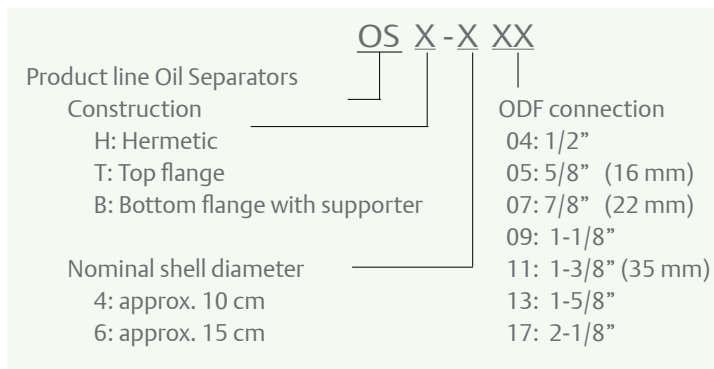 OS X - X XX
Product line Oil Separators
Construction
H: Hermetic
T: Top flange
B: Bottom flange with supporter
Nominal shell diameter
4: approx. 10 cm
6: approx. 15 cm
ODF connection
04: 1/2”
05: 5/8” (16 mm)
07: 7/8” (22 mm)
09: 1-1/8”
11: 1-3/8” (35 mm)
13: 1-5/8”
17: 2-1/8”